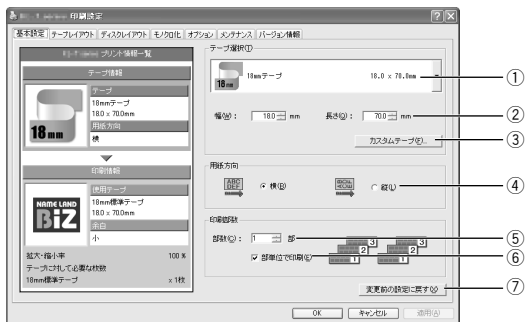 印刷設定
基本設定 テープレイアウト ディスクレイアウト モノクロ化 オプション メンテナンス バージョン情報
プリント情報一覧
テープ情報
テープ
18mmテープ
18.0 x 70.0mm
用紙方向
横
18mm
印刷情報
使用テープ
18mm標準テープ
18.0 x 70.0mm
余白
小
NAME LAND
BiZ
拡大・縮小率 100 %
テープに対して必要な枚数
18mm標準テープ x 1枚
テープ選択(T)
18mm
18mmテープ 18.0 x 70.0mm
①
幅(W): 18.0 mm 長さ(Q): 70.0 mm
②
カスタムテープ(F)...
③
用紙方向
ABC
DEF
横(R)
縦(L)
④
印刷部数
部数(C): 1 部
⑤
部単位で印刷(E)
⑥
3
2
1
3
2
1
変更前の設定に戻す(X)
⑦
OK キャンセル 適用(A)